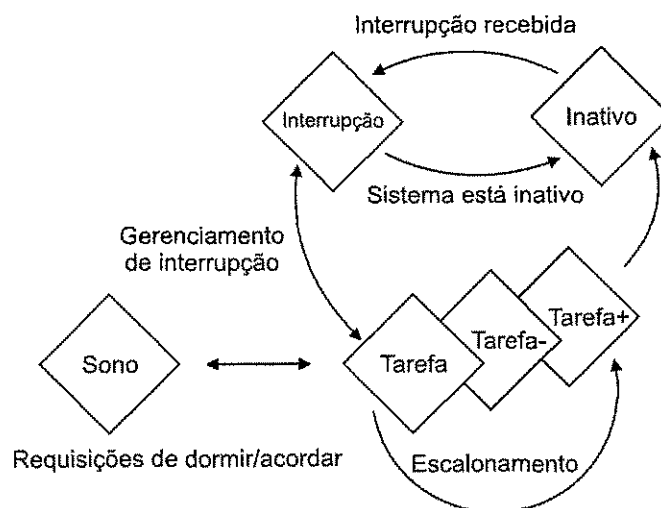 Interrupção recebida
Interrupção
Inativo
Sistema está inativo
Gerenciamento
de interrupção
Tarefa+
Tarefa-
Tarefa
Sono
Requisições de dormir/acordar
Escalonamento